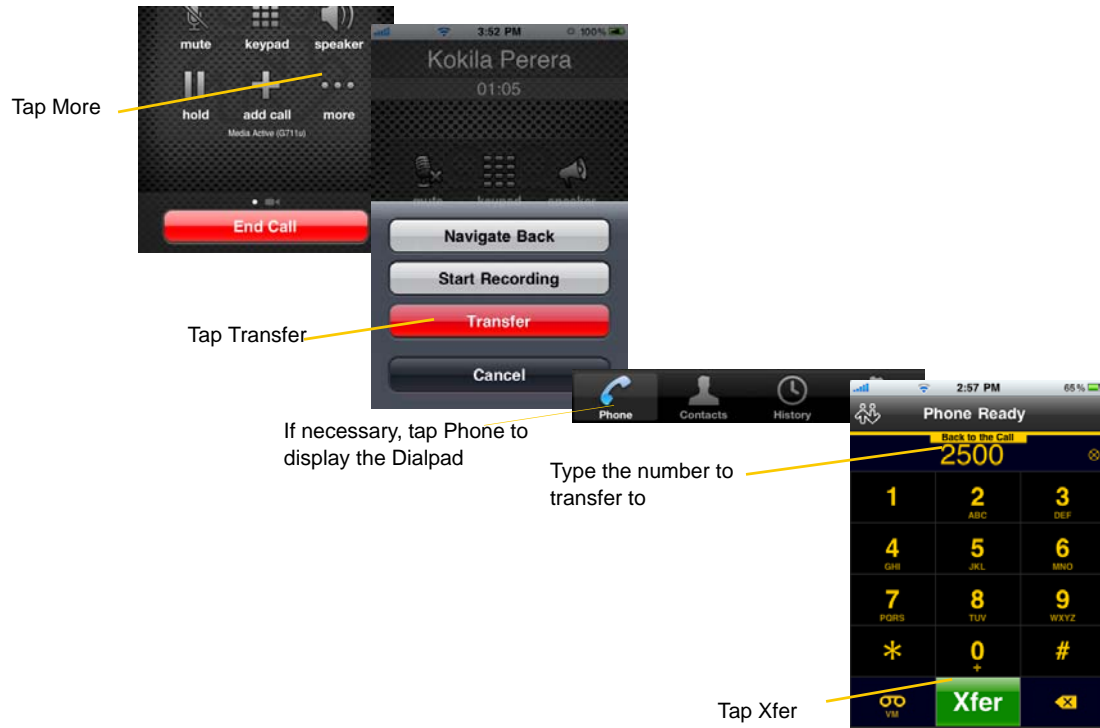 mute keypad speaker
Tap More
hold add call more
Media Active (G711u)
End Call
3:52 PM 100%
Kokila Perera
01:05
mute keypad speaker
Navigate Back
Start Recording
Tap Transfer
Transfer
Cancel
Phone Contacts History
If necessary, tap Phone to
display the Dialpad
2:57 PM 65%
Phone Ready
Back to the Call
2500
Type the number to
transfer to
1 2 3
ABC DEF
4 5 6
GHI JKL MNO
7 8 9
PQRS TUV WXYZ
* 0 #
+
Tap Xfer
VM Xfer